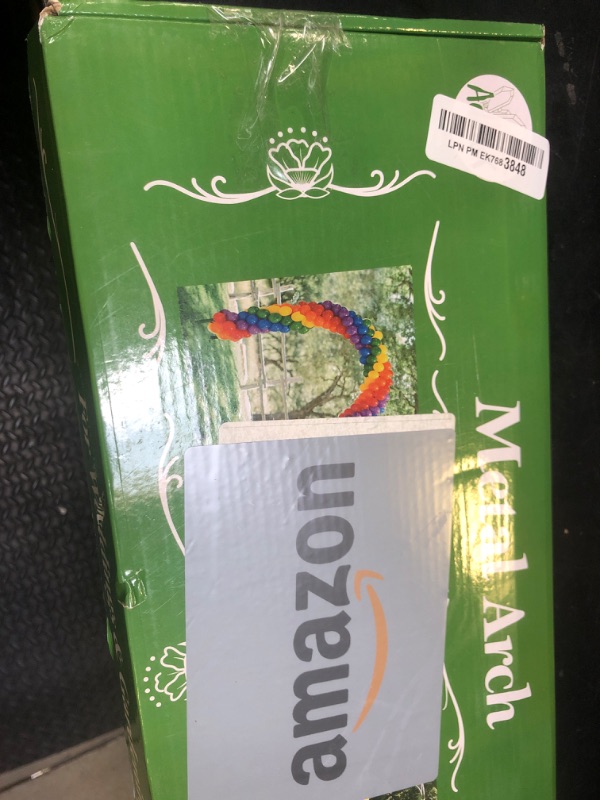 LPN PM EK768 3848
Metal Arch
amazon